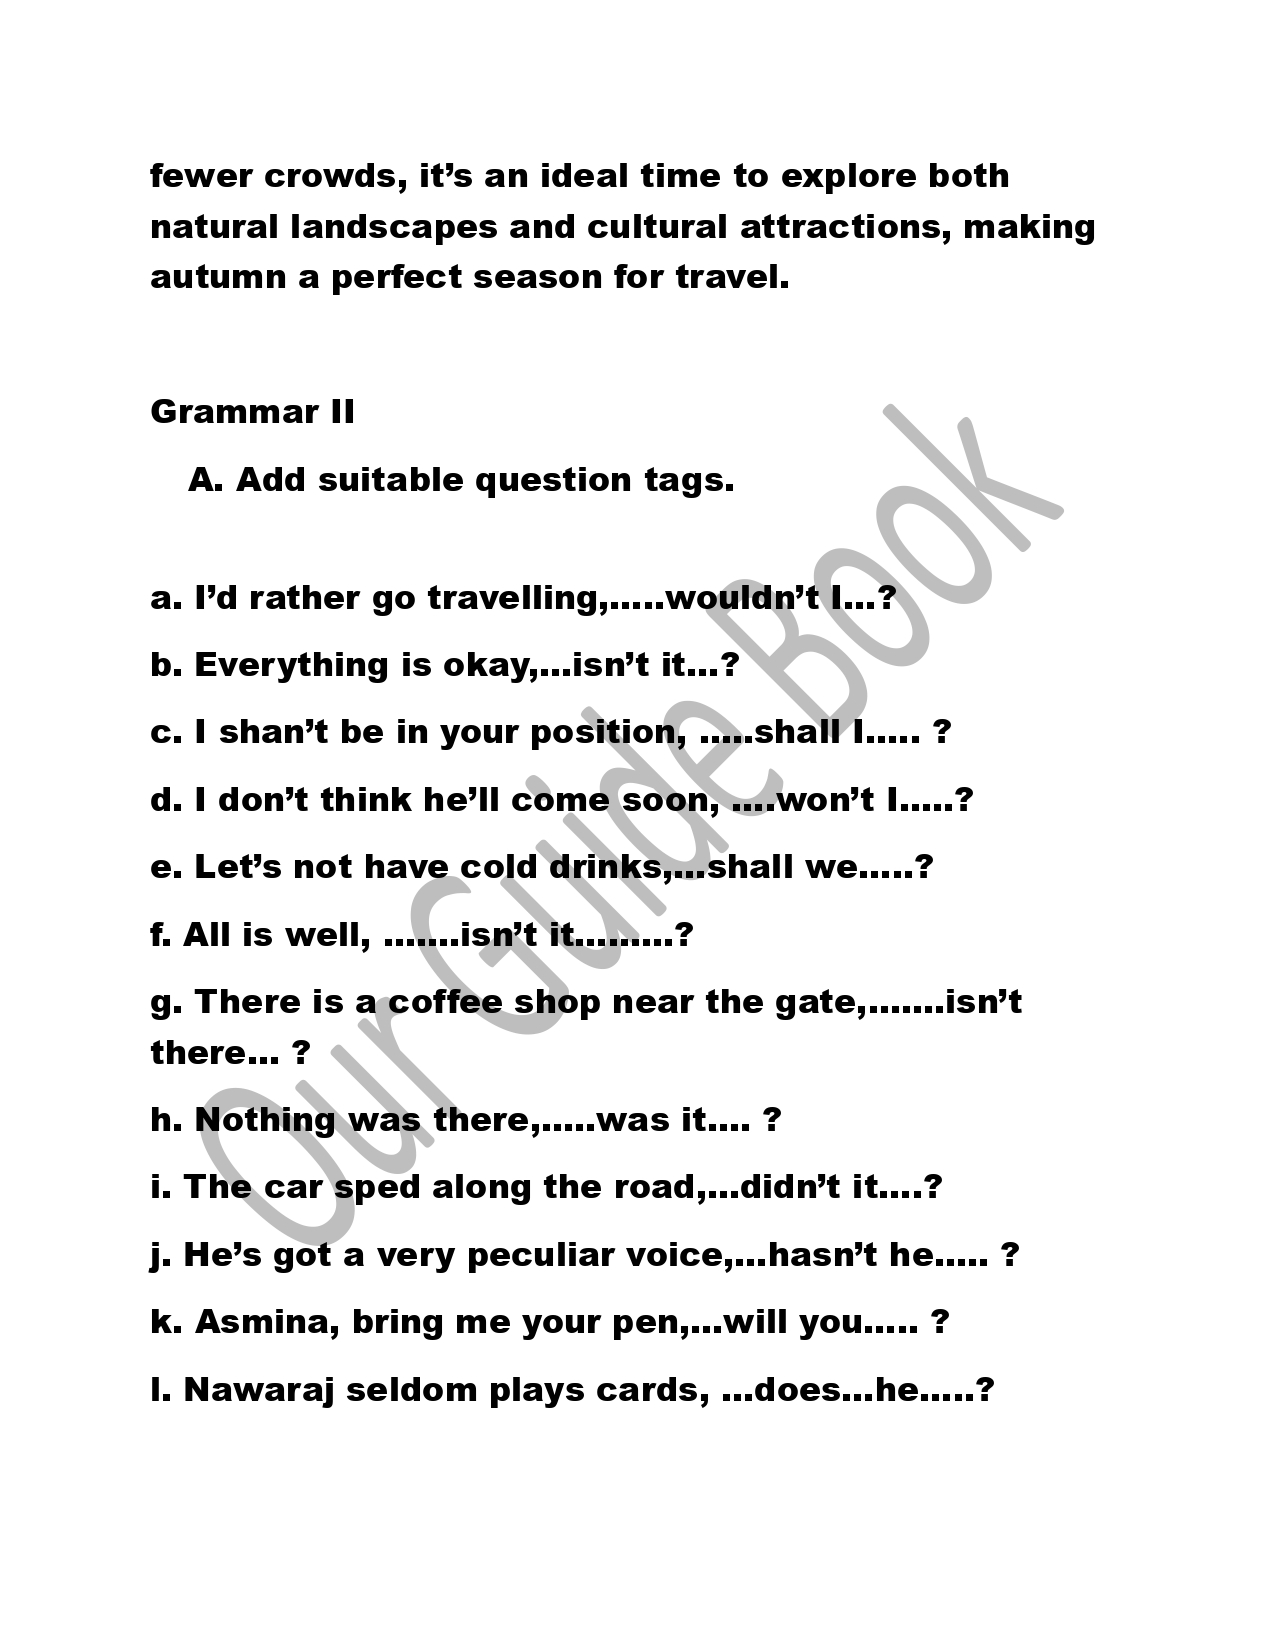 fewer crowds, it’s an ideal time to explore both
natural landscapes and cultural attractions, making
autumn a perfect season for travel.
Grammar II
A. Add suitable question tags.
a. I’d rather go travelling,.....wouldn’t I...?
b. Everything is okay,...isn’t it...?
c. I shan’t be in your position, .....shall I..... ?
d. I don’t think he’ll come soon, ....won’t I.....?
e. Let’s not have cold drinks,...shall we.....?
f. All is well, .......isn’t it.........?
g. There is a coffee shop near the gate,.......isn’t
there... ?
h. Nothing was there,.....was it.... ?
i. The car sped along the road,...didn’t it....?
j. He’s got a very peculiar voice,...hasn’t he..... ?
k. Asmina, bring me your pen,...will you..... ?
l. Nawaraj seldom plays cards, ...does...he.....?
Our Guide Book